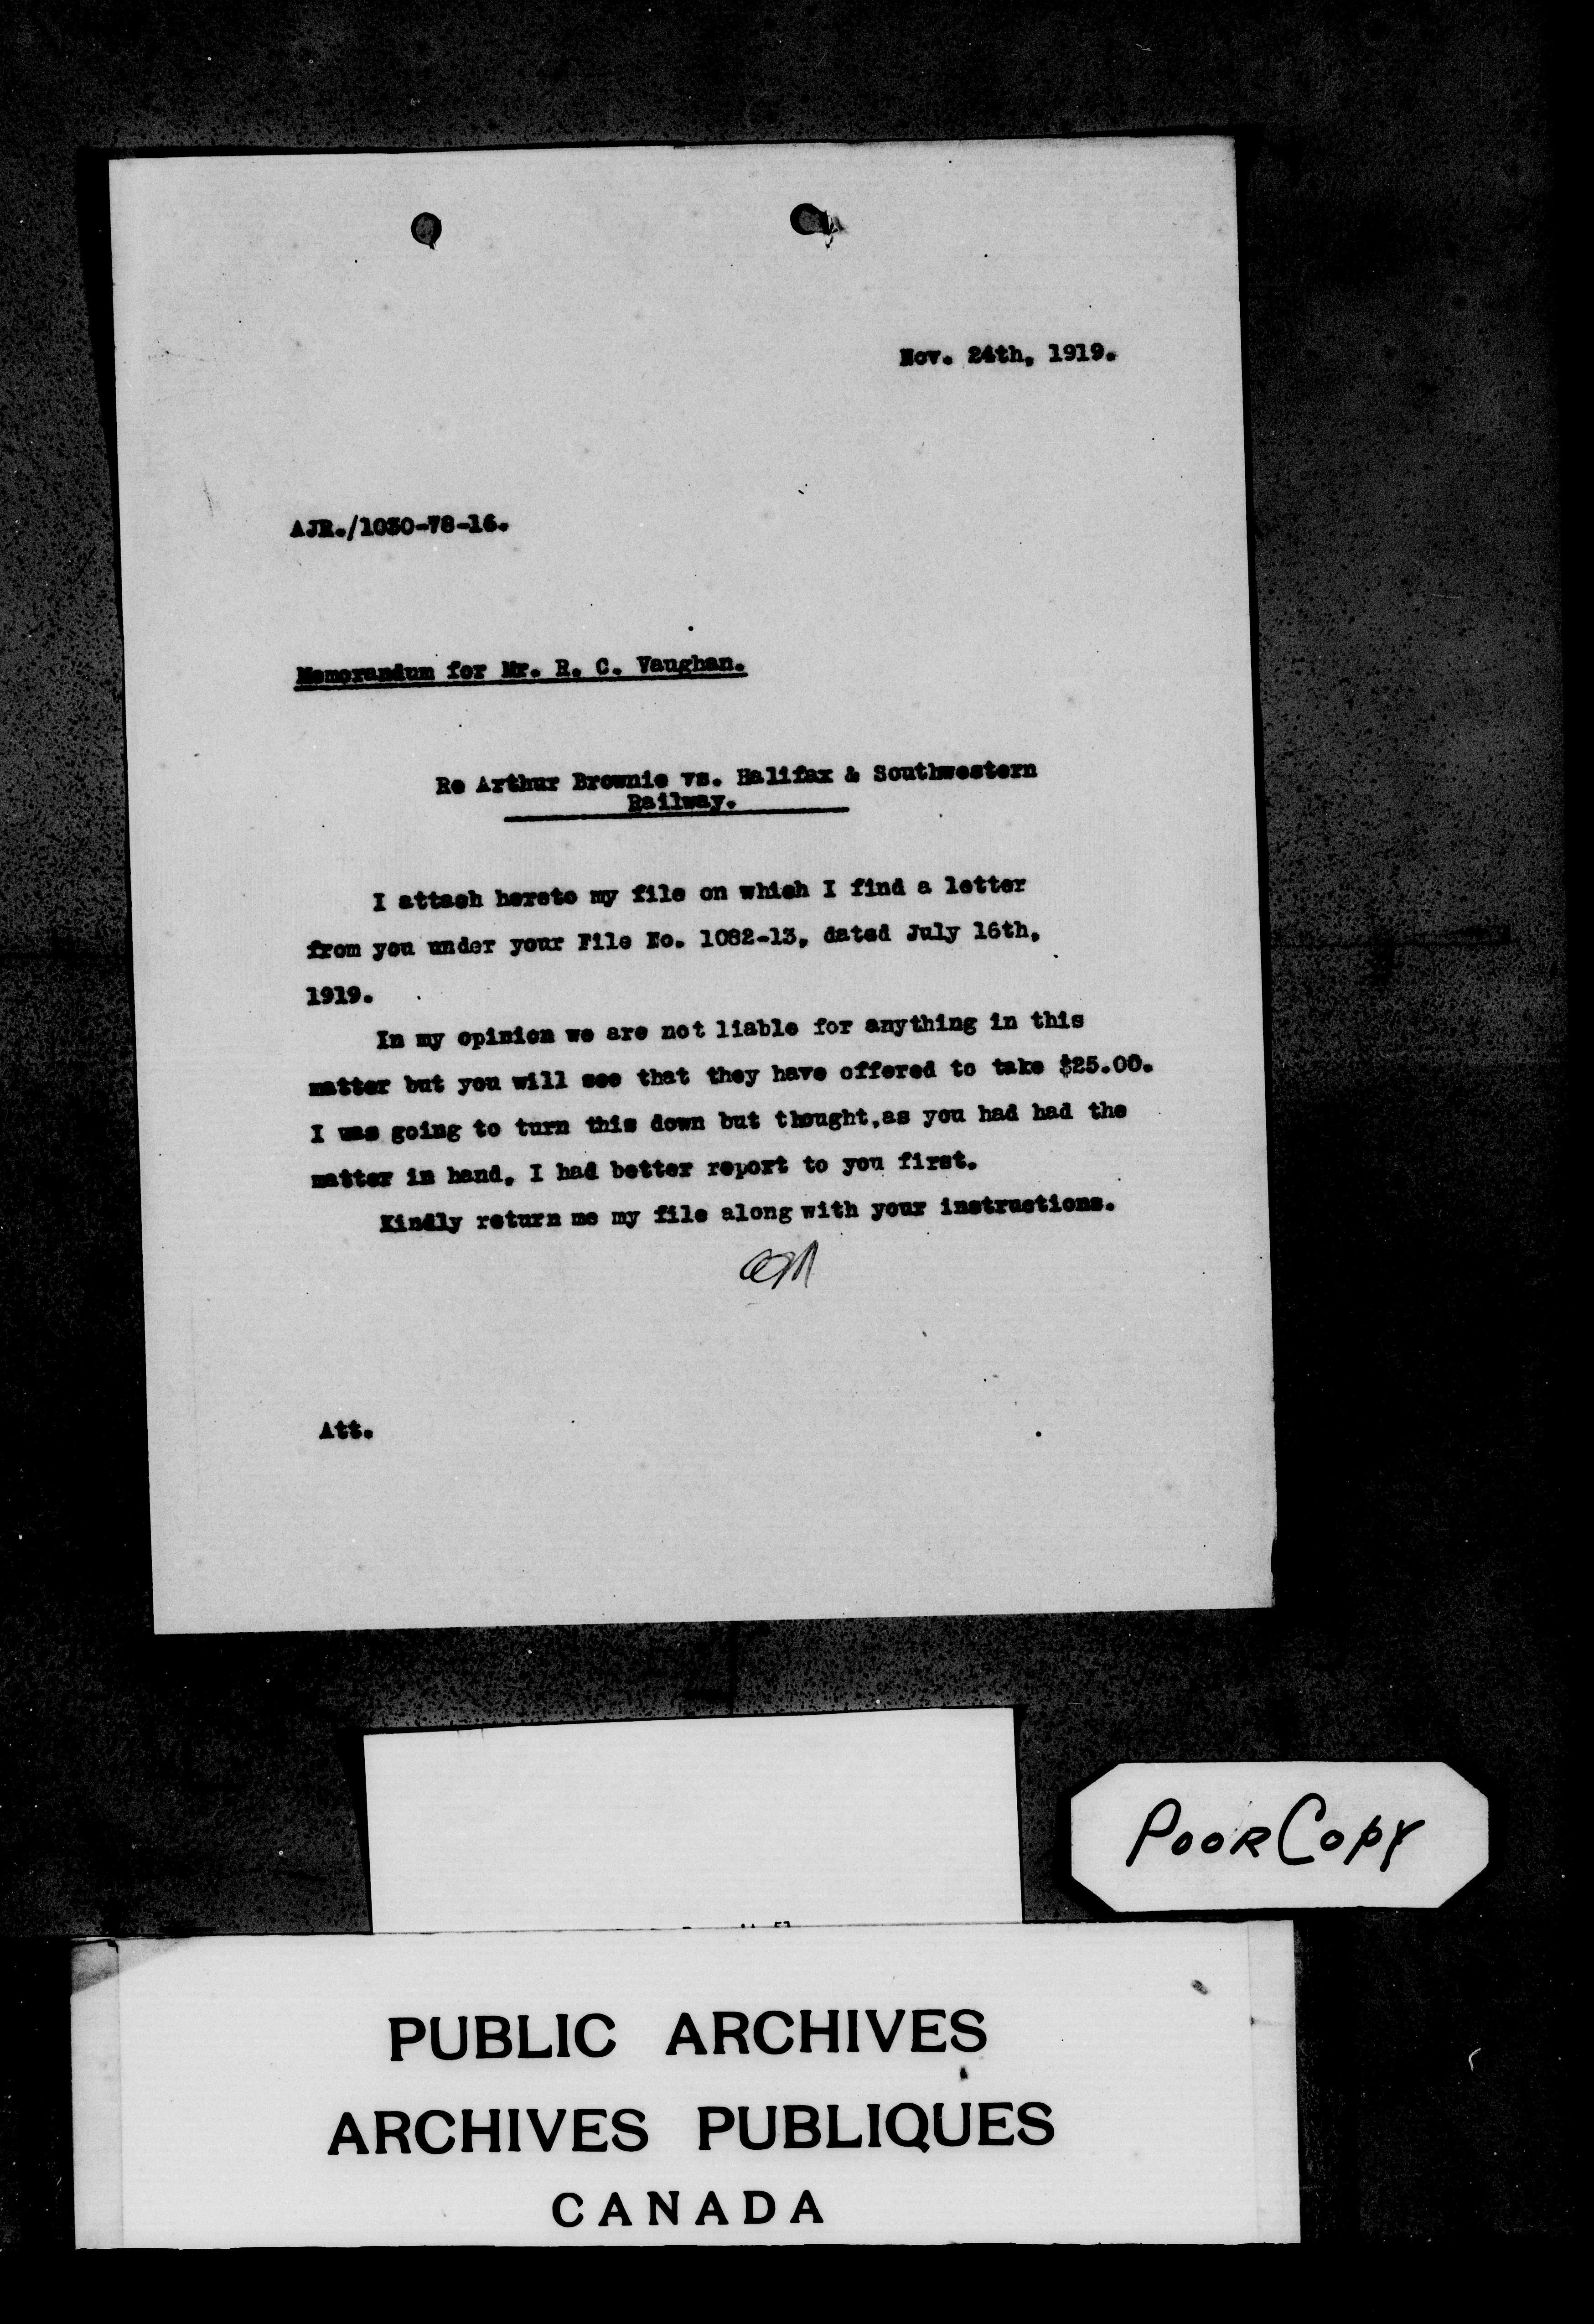 Nov. 24th, 1919.
AJR./1030-78-16.
Memorandum for Mr. R. C. Vaughan.
Re Arthur Brownie vs. Halifax & Southwestern
Railway.
I attach hereto my file on which I find a letter
from you under your File No. 1082-13, dated July 16th,
1919.
In my opinion we are not liable for anything in this
matter but you will see that they have offered to take $25.00.
I was going to turn this down but thought,as you had had the
matter in hand, I had better report to you first.
Kindly return me my file along with your instructions.
Att.
POOR COPY
PUBLIC ARCHIVES
ARCHIVES PUBLIQUES
CANADA